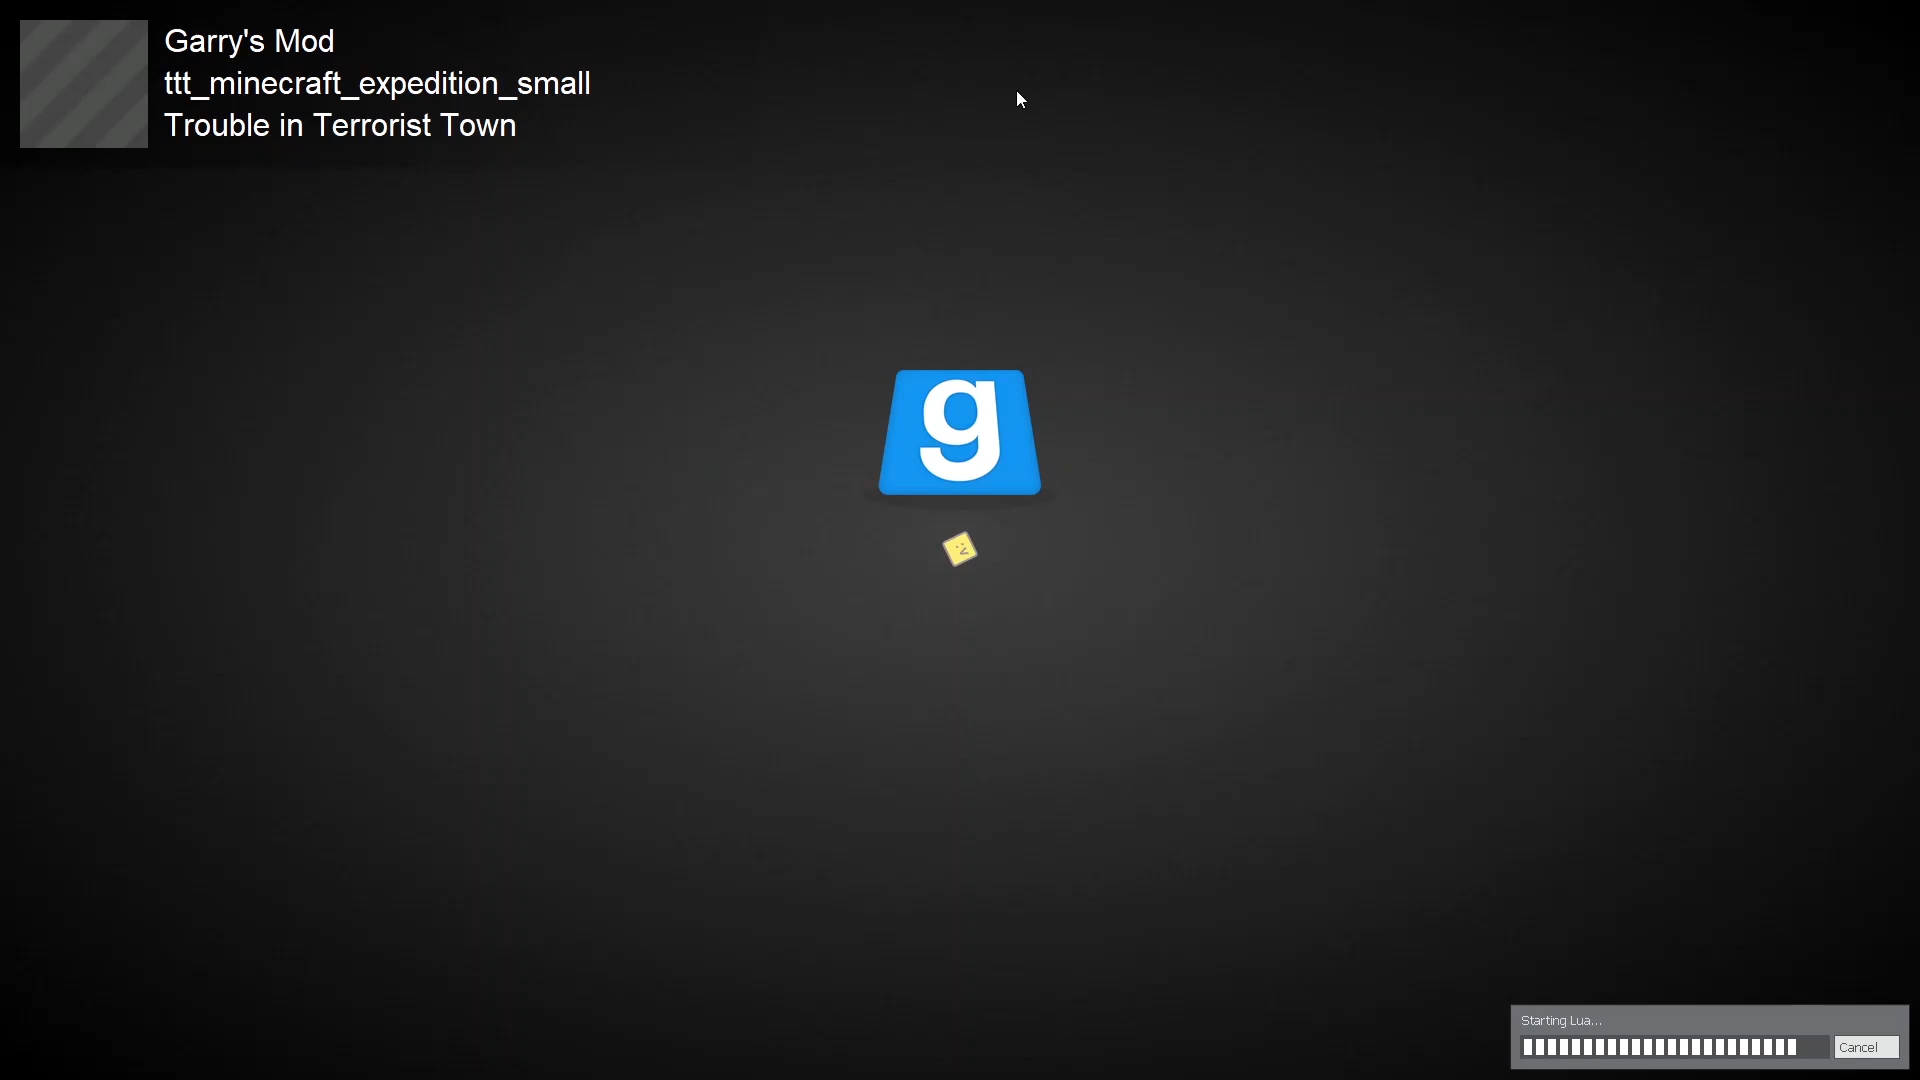 Garry's Mod
ttt_minecraft_expedition_small
Trouble in Terrorist Town
g
Starting Lua...
Cancel